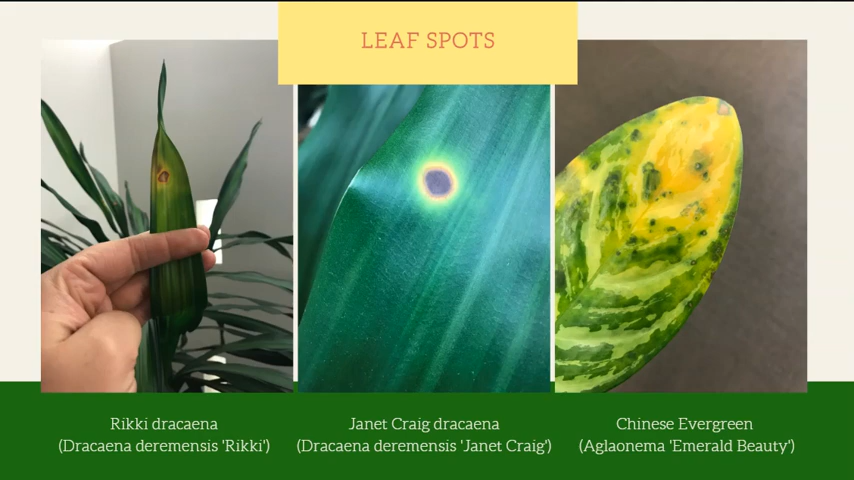 LEAF SPOTS
Rikki dracaena
(Dracaena deremensis 'Rikki')
Janet Craig dracaena
(Dracaena deremensis 'Janet Craig')
Chinese Evergreen
(Aglaonema 'Emerald Beauty')